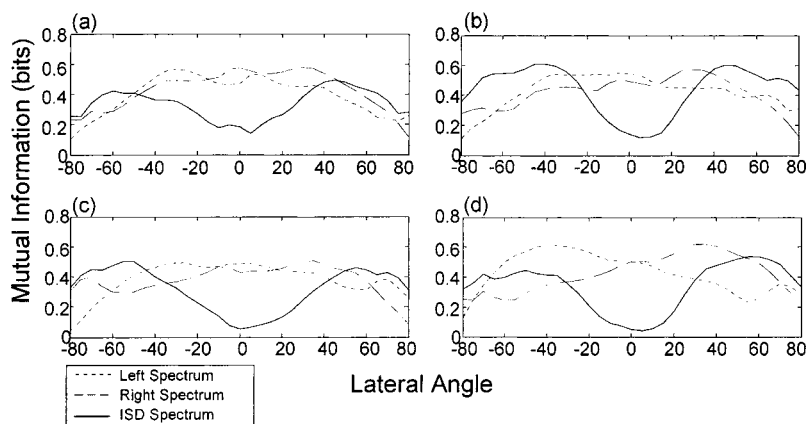 (a)
(b)
0.8
0.6
0.4
0.2
0
-80 -60 -40 -20 0 20 40 60 80
0.8
0.6
0.4
0.2
0
-80 -60 -40 -20 0 20 40 60 80
(c)
(d)
0.8
0.6
0.4
0.2
0
-80 -60 -40 -20 0 20 40 60 80
0.8
0.6
0.4
0.2
0
-80 -60 -40 -20 0 20 40 60 80
Mutual Information (bits)
Lateral Angle
Left Spectrum
Right Spectrum
ISD Spectrum